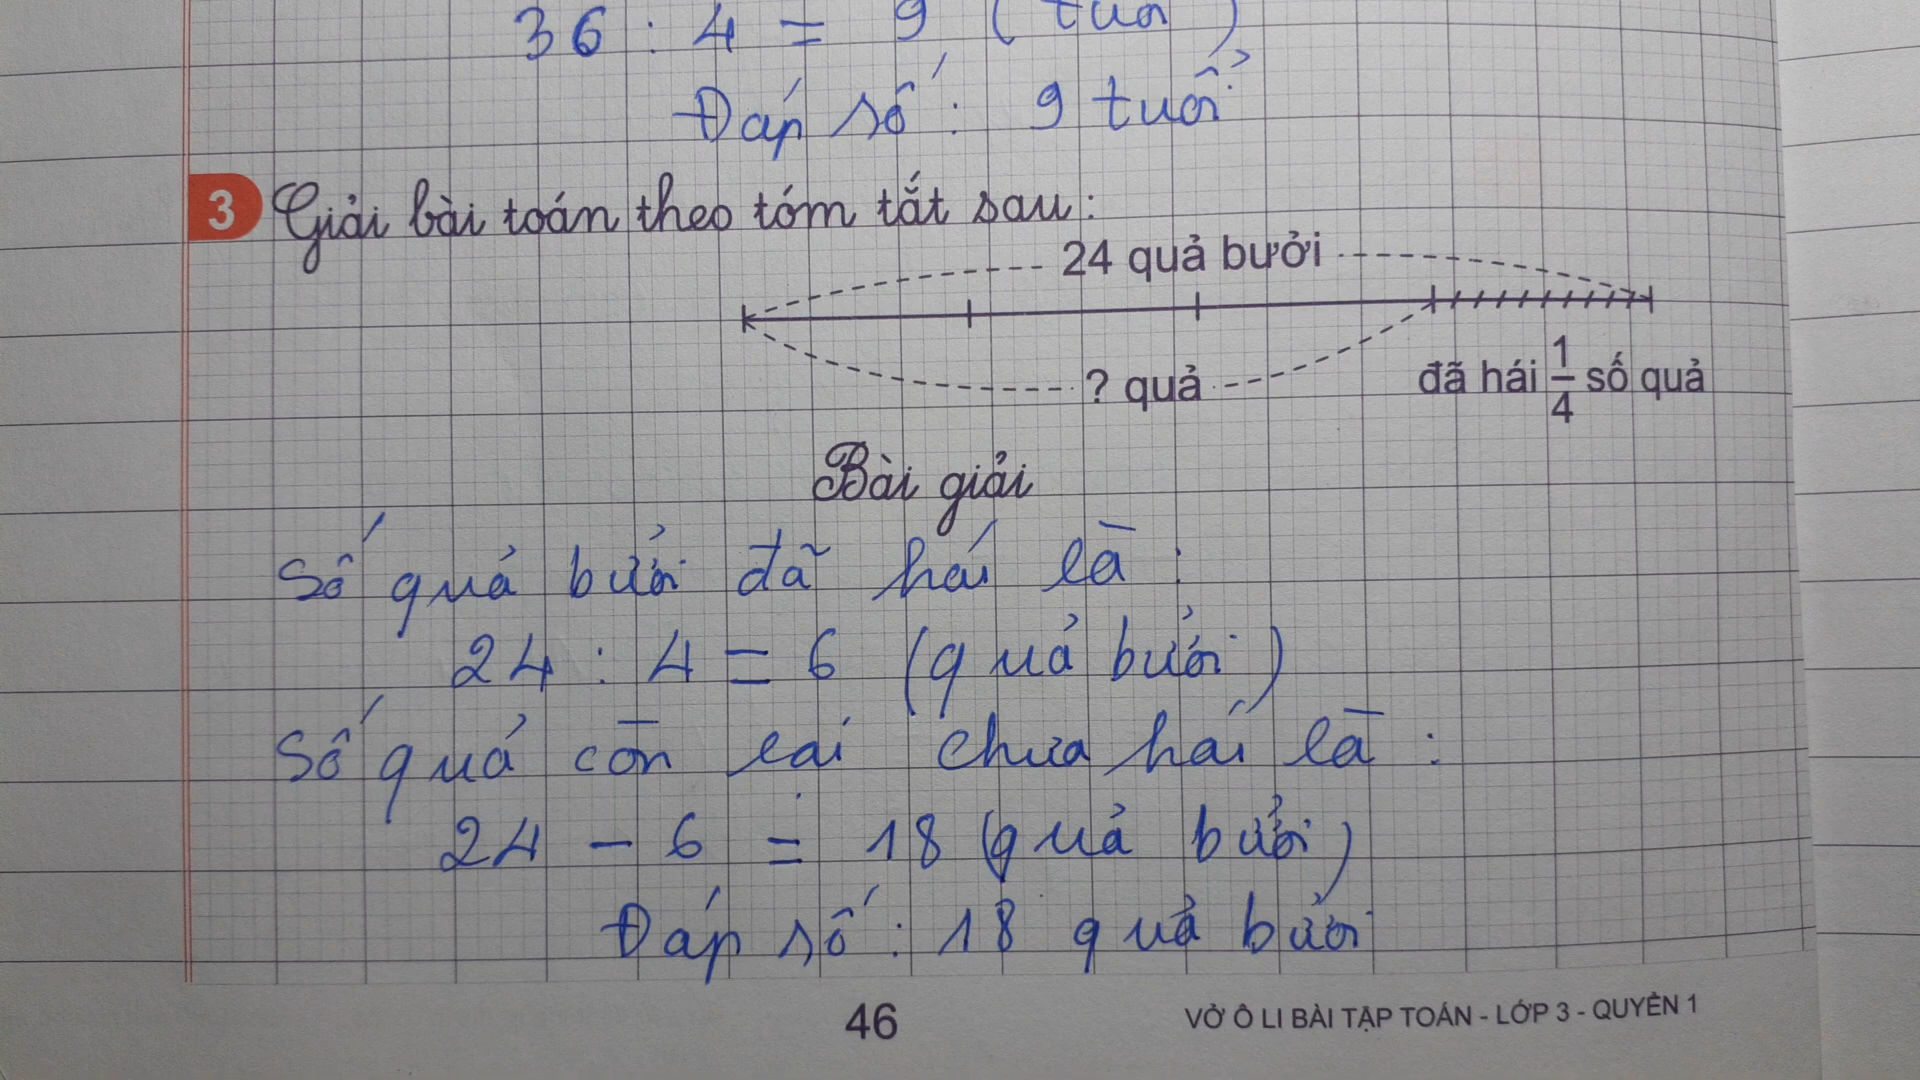 36 : 4 = 9 ( tuổi )
Đáp số : 9 tuổi
3 Giải bài toán theo tóm tắt sau:
24 quả bưởi
? quả
đã hái 1/4 số quả
Bài giải
Số quả bưởi đã hái là :
24 : 4 = 6 (quả bưởi)
Số quả còn lại chưa hái là :
24 - 6 = 18 (quả bưởi)
Đáp số : 18 quả bưởi
46
VỞ Ô LI BÀI TẬP TOÁN - LỚP 3 - QUYỂN 1